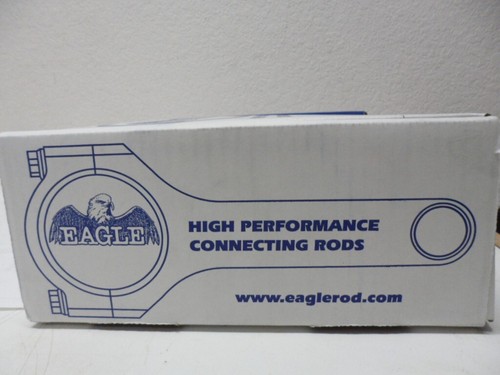 EAGLE
HIGH PERFORMANCE
CONNECTING RODS
www.eaglerod.com